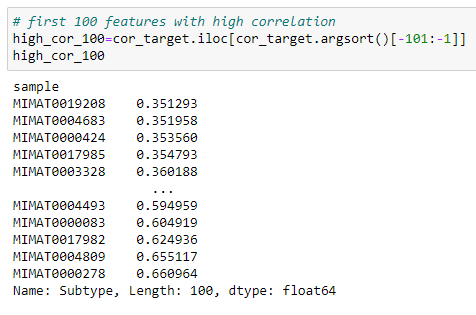 # first 100 features with high correlation
high_cor_100=cor_target.iloc[cor_target.argsort()[-101:-1]]
high_cor_100
sample
MIMAT0019208    0.351293
MIMAT0004683    0.351958
MIMAT0000424    0.353560
MIMAT0017985    0.354793
MIMAT0003328    0.360188
...
MIMAT0004493    0.594959
MIMAT0000083    0.604919
MIMAT0017982    0.624936
MIMAT0004809    0.655117
MIMAT0000278    0.660964
Name: Subtype, Length: 100, dtype: float64